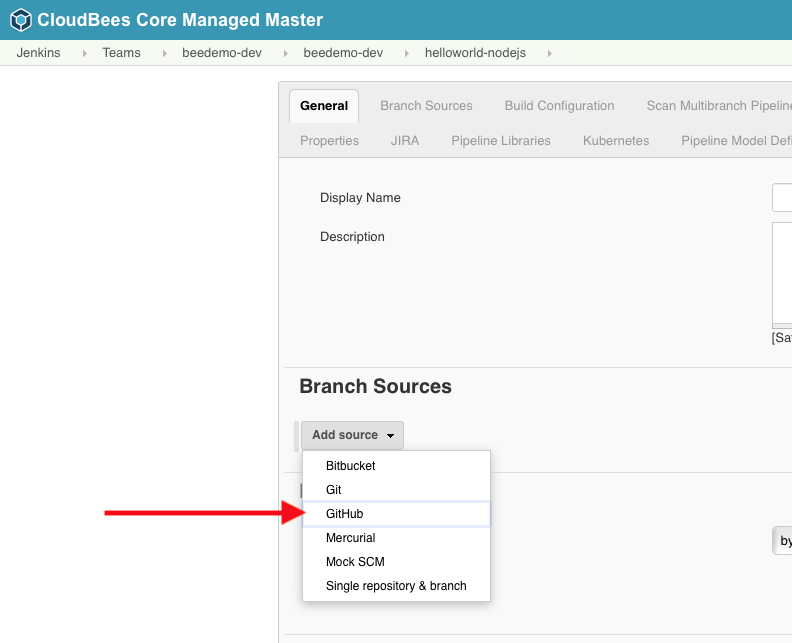 CloudBees Core Managed Master
Jenkins Teams beedemo-dev beedemo-dev helloworld-nodejs
General Branch Sources Build Configuration Scan Multibranch Pipeline
Properties JIRA Pipeline Libraries Kubernetes Pipeline Model Defi
Display Name
Description
[Sa
Branch Sources
Add source
Bitbucket
Git
GitHub
Mercurial
Mock SCM
by
Single repository & branch